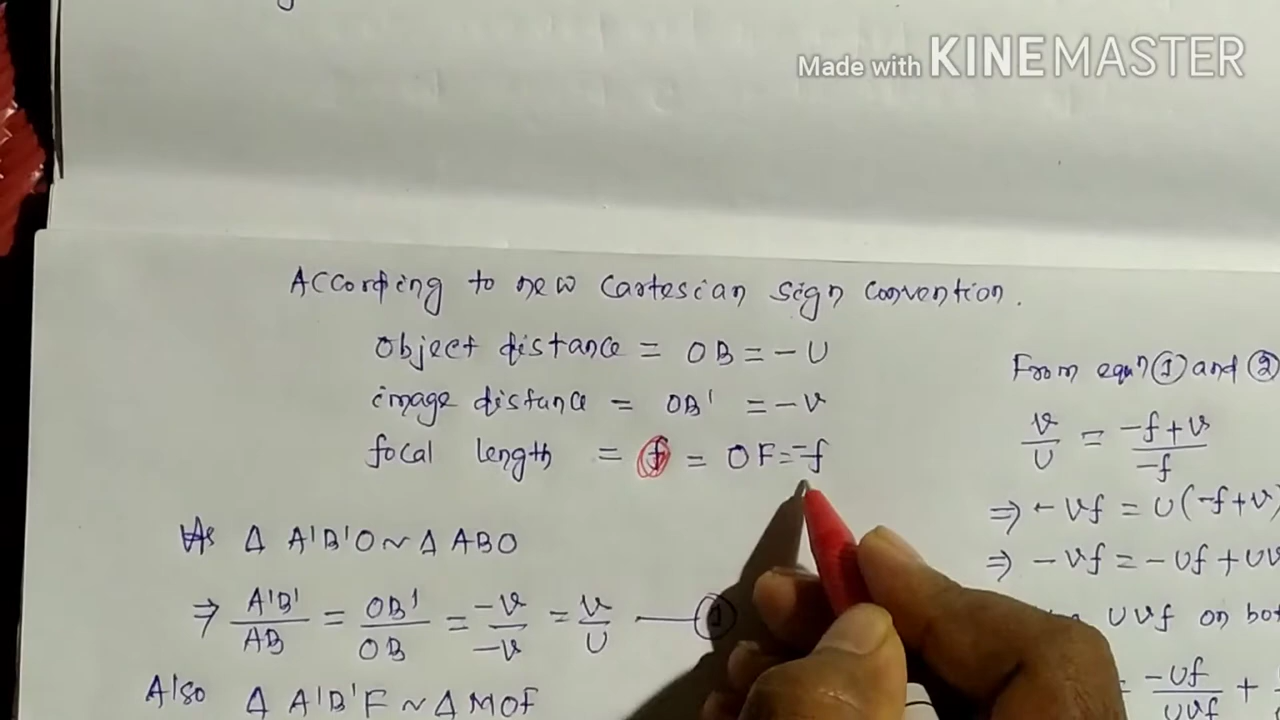 Made with KINEMASTER
According to new Cartesian sign convention.
Object distance = OB = -U
image distance = OB' = -v
focal length = f = OF = -f
As Δ A'B'O ~ Δ ABO
⇒ A'B'/AB = OB'/OB = -v/-v = v/U — ①
Also Δ A'B'F ~ Δ MOF
From equⁿ ① and ②
v/U = -f+v/-f
⇒ -vf = U(-f+v)
⇒ -vf = -Uf + Uv
Uvf on bot
= -Uf/Uvf +